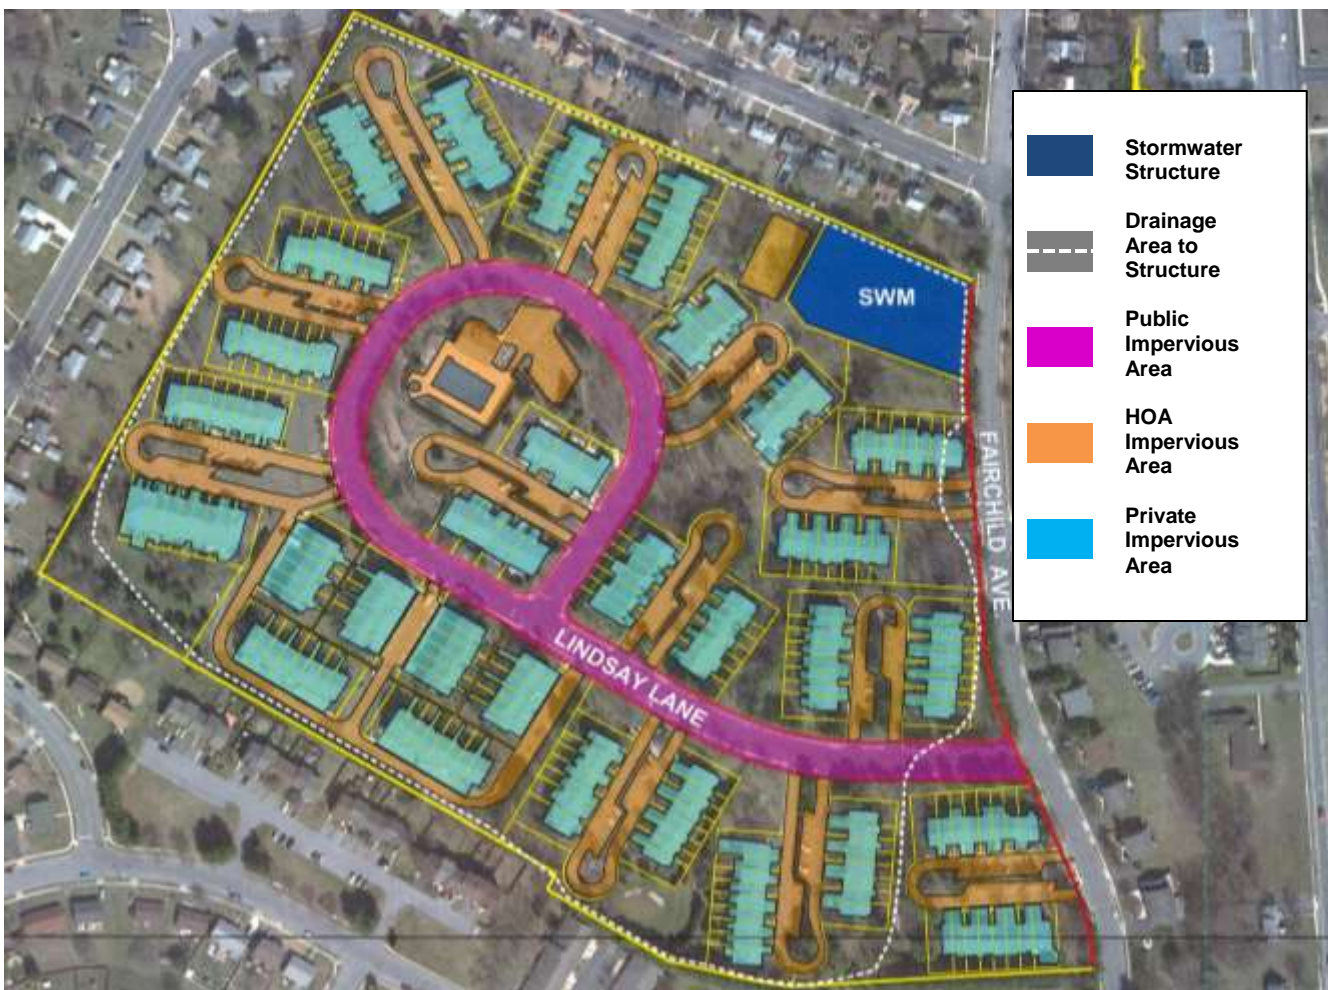 SWM
FAIRCHILD AVE
LINDSAY LANE
Stormwater
Structure
Drainage
Area to
Structure
Public
Impervious
Area
HOA
Impervious
Area
Private
Impervious
Area